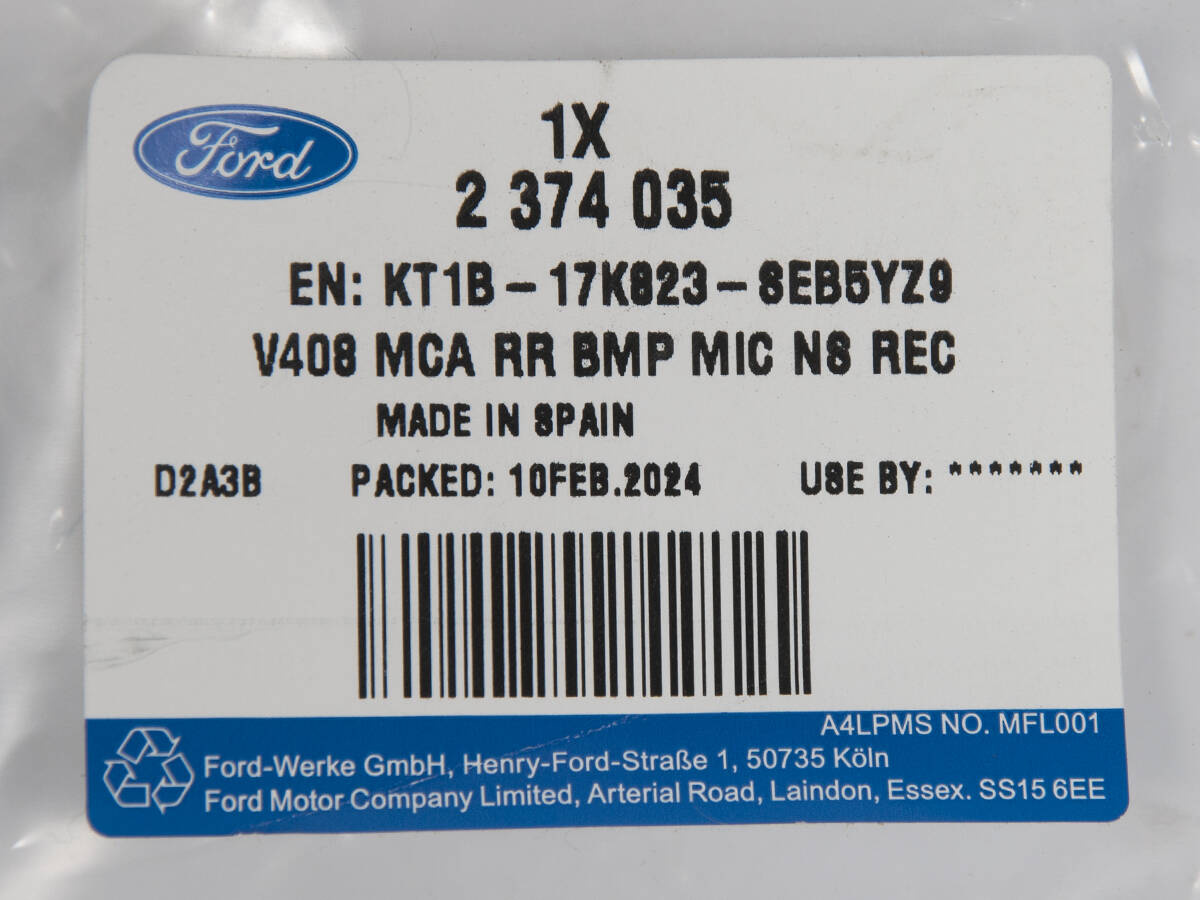 Ford
1X
2 374 035
EN: KT1B-17K823-SEB5YZ9
V408 MCA RR BMP MIC NS REC
MADE IN SPAIN
D2A3B PACKED: 10FEB.2024 USE BY: *******
A4LPMS NO. MFL001
Ford-Werke GmbH, Henry-Ford-Straße 1, 50735 Köln
Ford Motor Company Limited, Arterial Road, Laindon, Essex. SS15 6EE